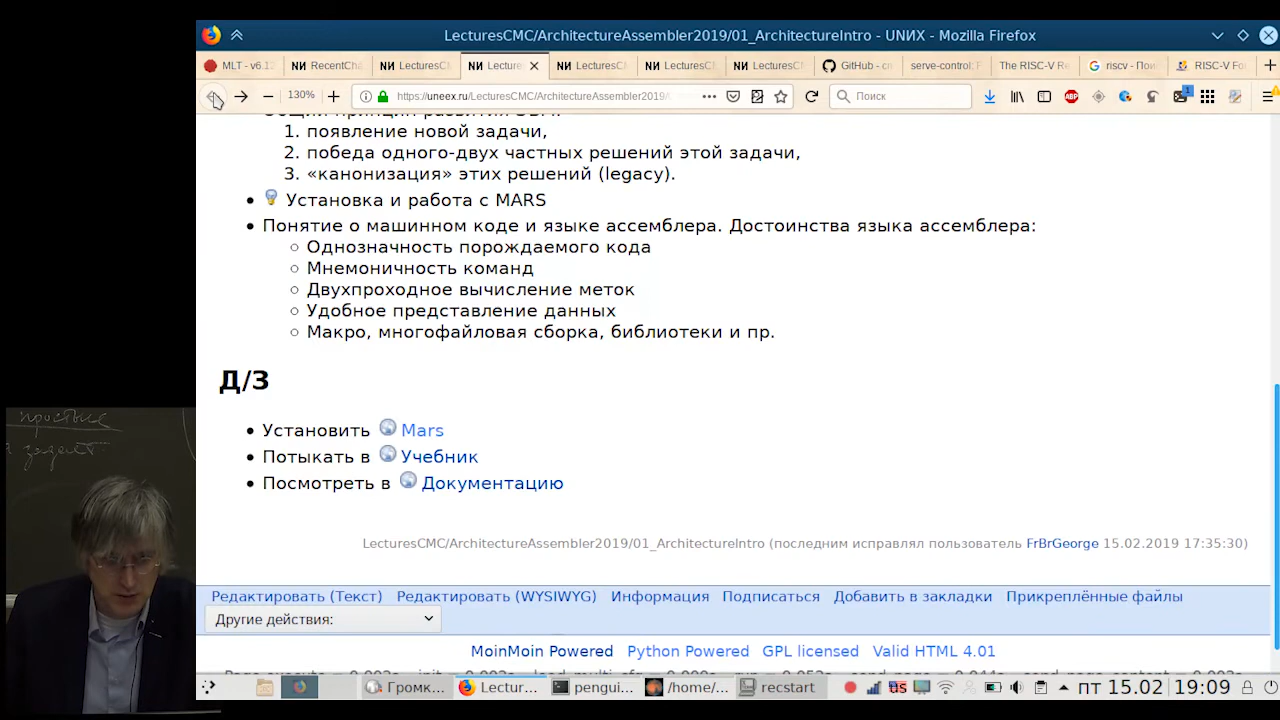 LecturesCMC/ArchitectureAssembler2019/01_ArchitectureIntro - UNИX - Mozilla Firefox
MLT - v6.12
RecentCha
LecturesC
Lecture
LecturesCM
LecturesCM
LecturesCM
GitHub - cm
serve-control:T
The RISC-V Re
riscv - Пои
RISC-V Fo
130%
https://uneex.ru/LecturesCMC/ArchitectureAssembler2019/
Поиск
1
1. появление новой задачи,
2. победа одного-двух частных решений этой задачи,
3. «канонизация» этих решений (legacy).
Установка и работа с MARS
Понятие о машинном коде и языке ассемблера. Достоинства языка ассемблера:
Однозначность порождаемого кода
Мнемоничность команд
Двухпроходное вычисление меток
Удобное представление данных
Макро, многофайловая сборка, библиотеки и пр.
Д/З
Установить Mars
Потыкать в Учебник
Посмотреть в Документацию
простые
LecturesCMC/ArchitectureAssembler2019/01_ArchitectureIntro (последним исправлял пользователь FrBrGeorge 15.02.2019 17:35:30)
Редактировать (Текст) Редактировать (WYSIWYG) Информация Подписаться Добавить в закладки Прикреплённые файлы
Другие действия:
MoinMoin Powered Python Powered GPL licensed Valid HTML 4.01
Громк... Lectur... pengui... /home/... recstart
US
ПТ 15.02 19:09